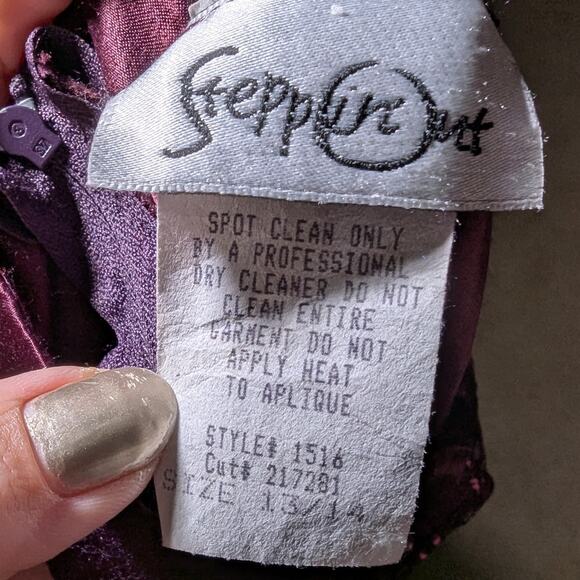 Steppin Out
SPOT CLEAN ONLY
BY A PROFESSIONAL
DRY CLEANER DO NOT
CLEAN ENTIRE
GARMENT DO NOT
APPLY HEAT
TO APLIQUE
STYLE# 1516
Cut# 217281
SIZE 13/14